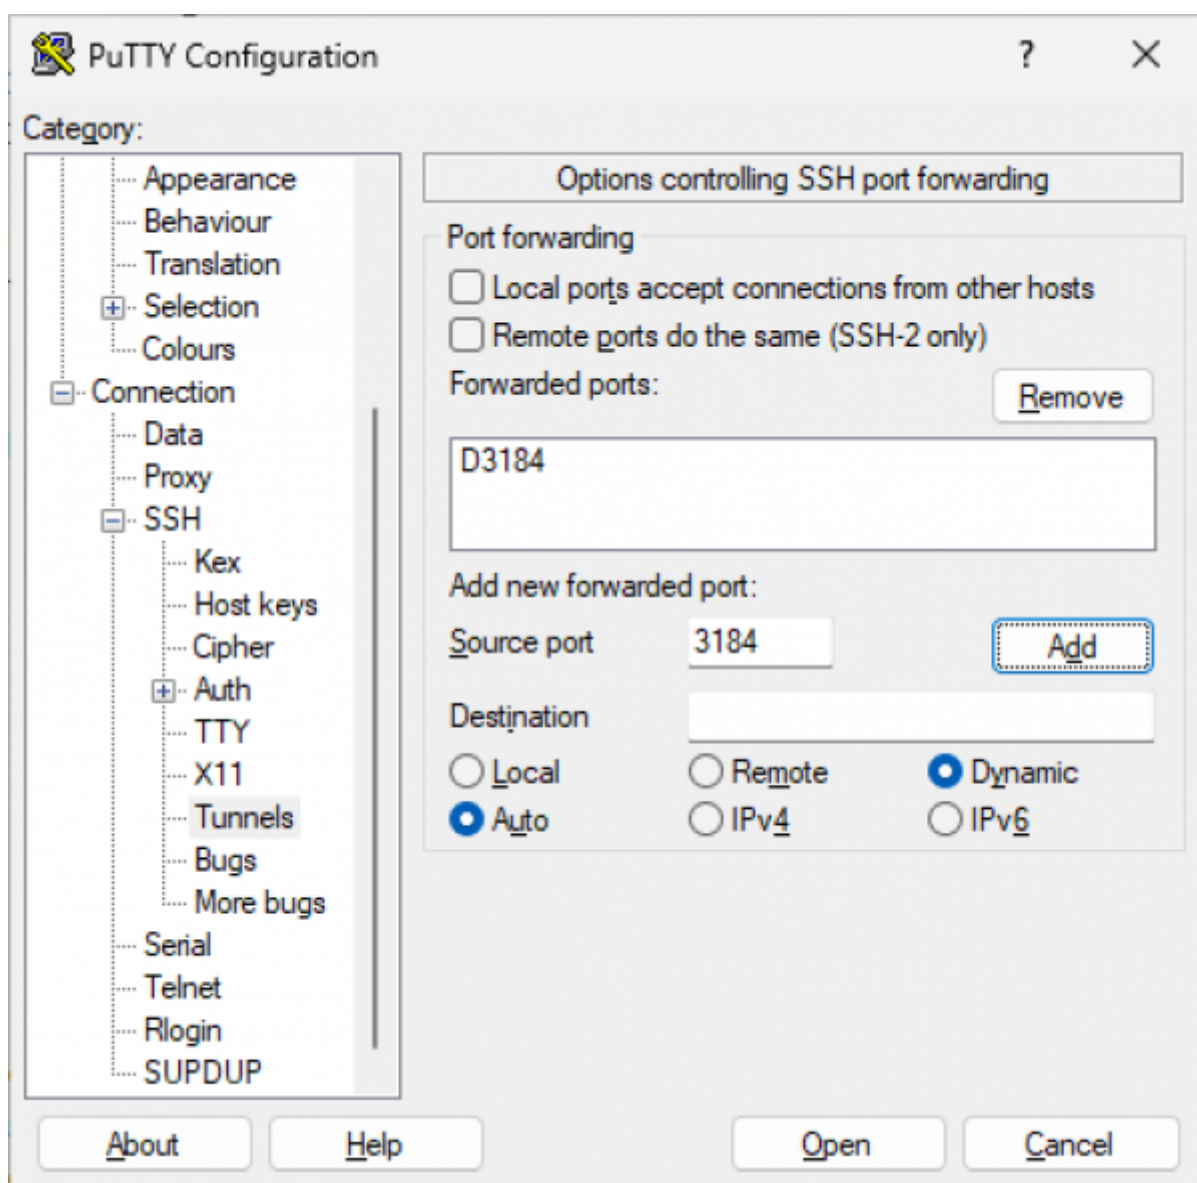 PuTTY Configuration
?
Category:
Appearance
Behaviour
Translation
Selection
Colours
Connection
Data
Proxy
SSH
Kex
Host keys
Cipher
Auth
TTY
X11
Tunnels
Bugs
More bugs
Serial
Telnet
Rlogin
SUPDUP
Options controlling SSH port forwarding
Port forwarding
Local ports accept connections from other hosts
Remote ports do the same (SSH-2 only)
Forwarded ports:
Remove
D3184
Add new forwarded port:
Source port 3184 Add
Destination
Local Remote Dynamic
Auto IPv4 IPv6
About Help Open Cancel